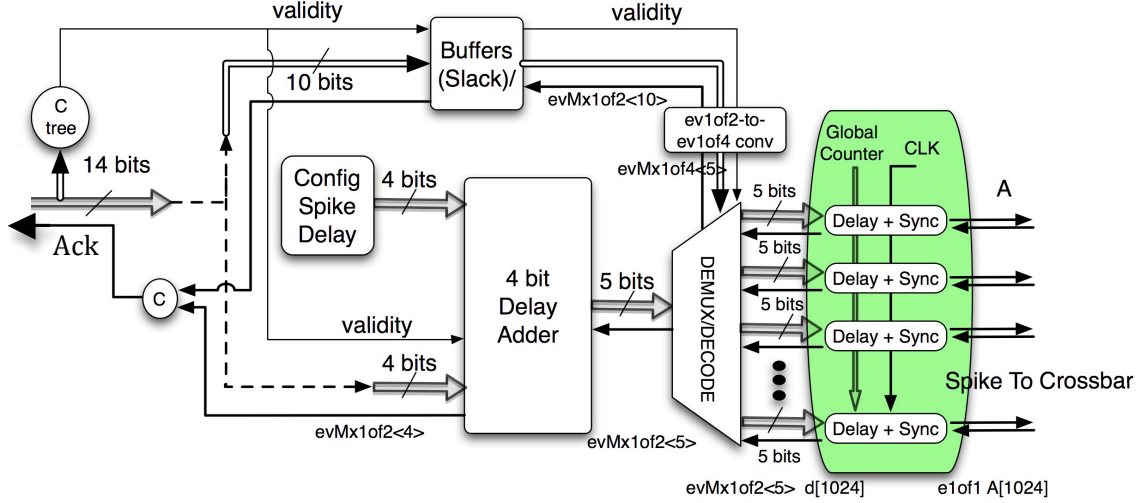 validity
validity
Buffers
(Slack)/
10 bits
evMx1of2<10>
C
tree
ev1of2-to-
ev1of4 conv
Global
Counter
CLK
14 bits
evMx1of4<5>
Config
Spike
Delay
4 bits
5 bits
A
Delay + Sync
Ack
5 bits
Delay + Sync
C
4 bit
Delay
Adder
5 bits
DEMUX/DECODE
5 bits
Delay + Sync
validity
4 bits
Spike To Crossbar
Delay + Sync
evMx1of2<4>
evMx1of2<5>
5 bits
evMx1of2<5> d[1024]
e1of1 A[1024]